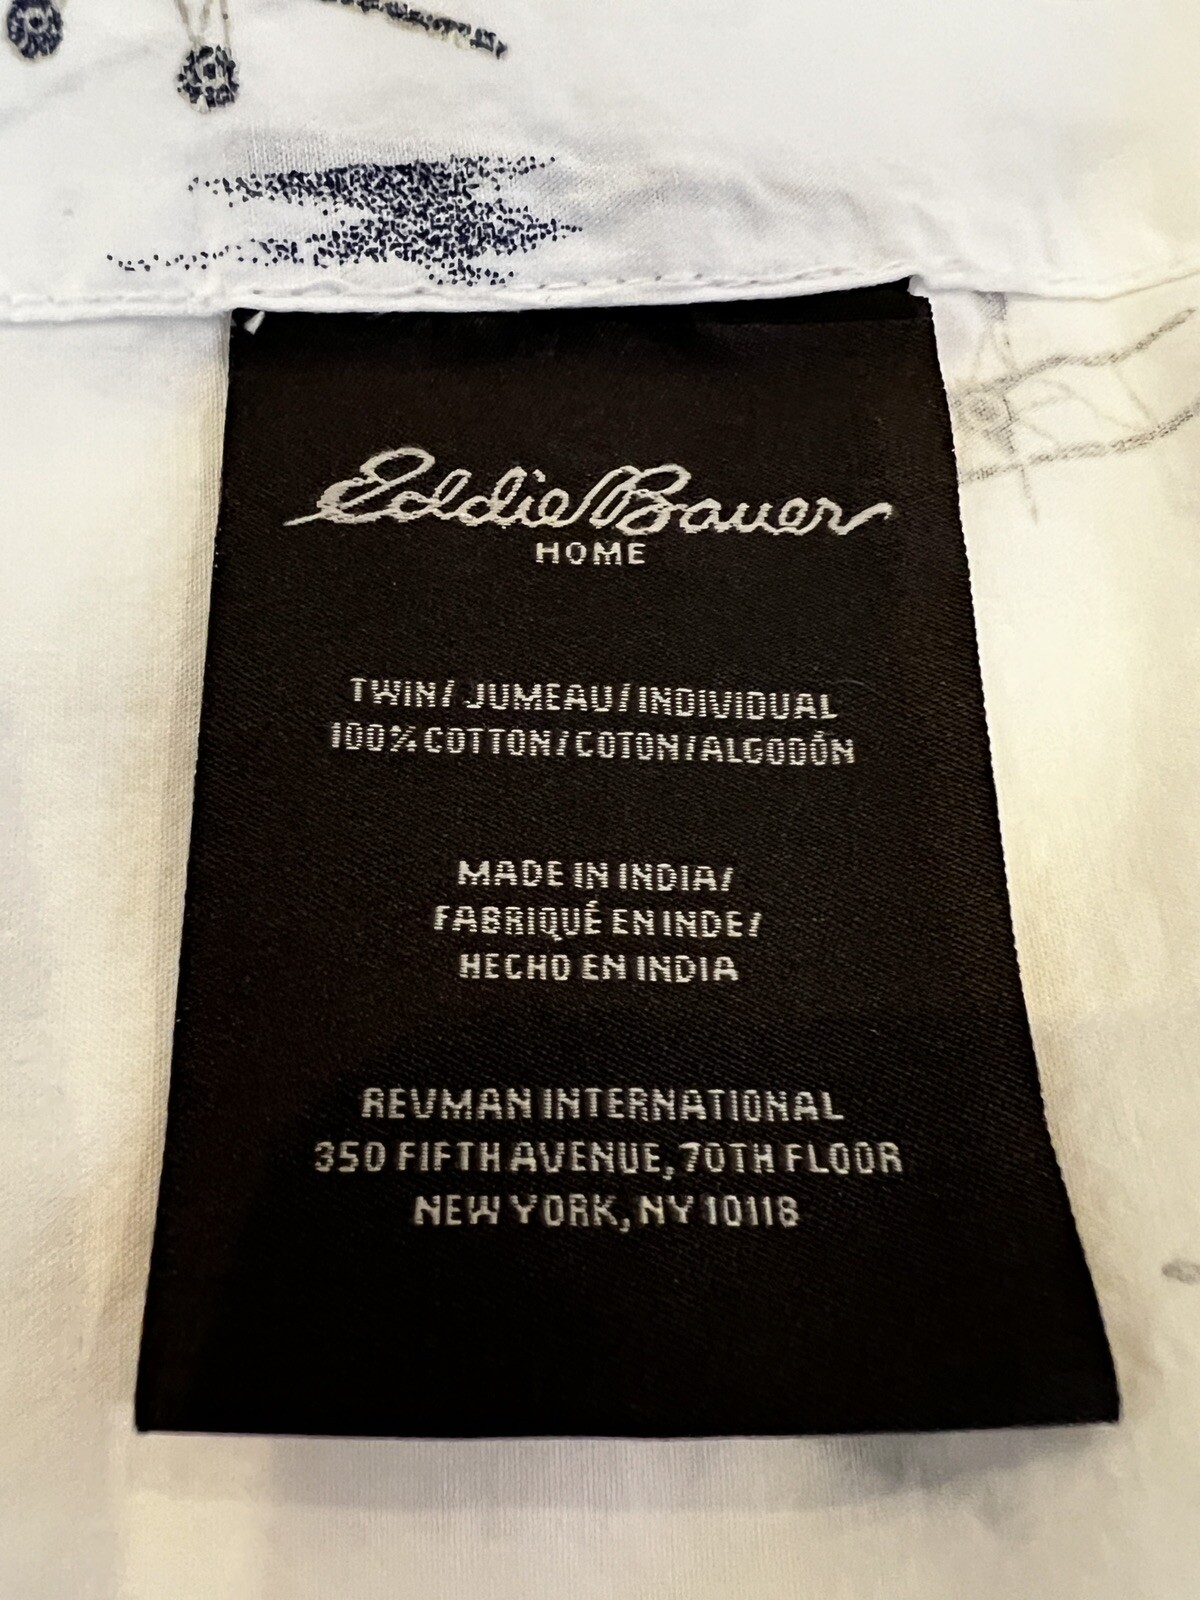 Eddie Bauer
HOME
TWIN/ JUMEAU/INDIVIDUAL
100% COTTON/COTON/ALGODÓN
MADE IN INDIA/
FABRIQUÉ EN INDE/
HECHO EN INDIA
REVMAN INTERNATIONAL
350 FIFTH AVENUE, 70TH FLOOR
NEW YORK, NY 10118